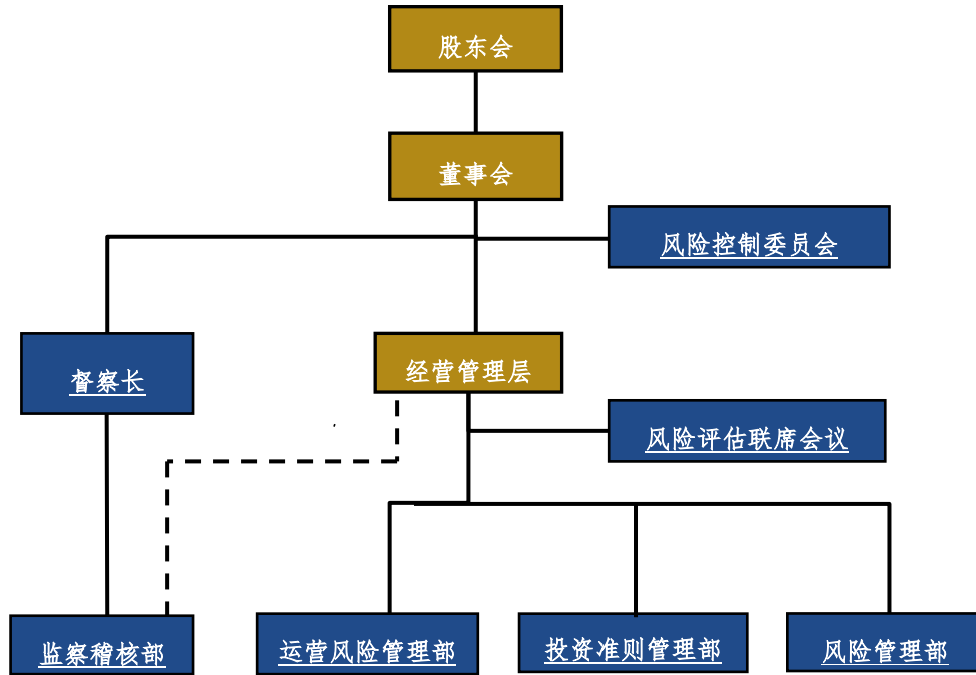 股东会
董事会
风险控制委员会
督察长
经营管理层
风险评估联席会议
监察稽核部
运营风险管理部
投资准则管理部
风险管理部